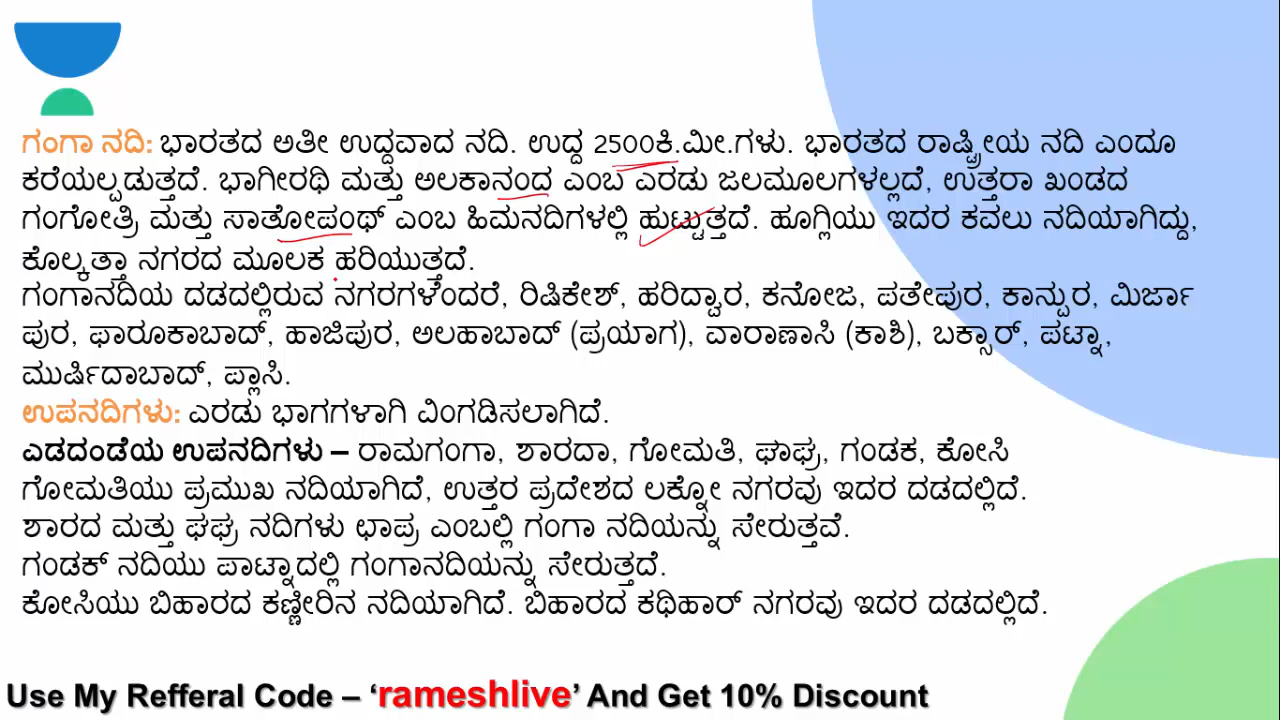 ಗಂಗಾ ನದಿ: ಭಾರತದ ಅತೀ ಉದ್ದವಾದ ನದಿ. ಉದ್ದ 2500ಕಿ.ಮೀ.ಗಳು. ಭಾರತದ ರಾಷ್ಟ್ರೀಯ ನದಿ ಎಂದೂ
ಕರೆಯಲ್ಪಡುತ್ತದೆ. ಭಾಗೀರಥಿ ಮತ್ತು ಅಲಕಾನಂದ ಎಂಬ ಎರಡು ಜಲಮೂಲಗಳಲ್ಲದೆ, ಉತ್ತರಾ ಖಂಡದ
ಗಂಗೋತ್ರಿ ಮತ್ತು ಸಾತೋಪಂಥ್ ಎಂಬ ಹಿಮನದಿಗಳಲ್ಲಿ ಹುಟ್ಟುತ್ತದೆ. ಹೂಗ್ಲಿಯು ಇದರ ಕವಲು ನದಿಯಾಗಿದ್ದು,
ಕೊಲ್ಕತ್ತಾ ನಗರದ ಮೂಲಕ ಹರಿಯುತ್ತದೆ.
ಗಂಗಾನದಿಯ ದಡದಲ್ಲಿರುವ ನಗರಗಳೆಂದರೆ, ರಿಷಿಕೇಶ್, ಹರಿದ್ವಾರ, ಕನೋಜ, ಪತೇಪುರ, ಕಾನ್ಪುರ, ಮಿರ್ಜಾ
ಪುರ, ಫಾರೂಕಾಬಾದ್, ಹಾಜಿಪುರ, ಅಲಹಾಬಾದ್ (ಪ್ರಯಾಗ), ವಾರಾಣಾಸಿ (ಕಾಶಿ), ಬಕ್ಸಾರ್, ಪಟ್ನಾ,
ಮುರ್ಷಿದಾಬಾದ್, ಪ್ಲಾಸಿ.
ಉಪನದಿಗಳು: ಎರಡು ಭಾಗಗಳಾಗಿ ವಿಂಗಡಿಸಲಾಗಿದೆ.
ಎಡದಂಡೆಯ ಉಪನದಿಗಳು – ರಾಮಗಂಗಾ, ಶಾರದಾ, ಗೋಮತಿ, ಘಾಘ್ರ, ಗಂಡಕ, ಕೋಸಿ
ಗೋಮತಿಯು ಪ್ರಮುಖ ನದಿಯಾಗಿದೆ, ಉತ್ತರ ಪ್ರದೇಶದ ಲಕ್ನೋ ನಗರವು ಇದರ ದಡದಲ್ಲಿದೆ.
ಶಾರದ ಮತ್ತು ಘಘ್ರ ನದಿಗಳು ಛಾಪ್ರ ಎಂಬಲ್ಲಿ ಗಂಗಾ ನದಿಯನ್ನು ಸೇರುತ್ತವೆ.
ಗಂಡಕ್ ನದಿಯು ಪಾಟ್ನಾದಲ್ಲಿ ಗಂಗಾನದಿಯನ್ನು ಸೇರುತ್ತದೆ.
ಕೋಸಿಯು ಬಿಹಾರದ ಕಣ್ಣೀರಿನ ನದಿಯಾಗಿದೆ. ಬಿಹಾರದ ಕಥಿಹಾರ್ ನಗರವು ಇದರ ದಡದಲ್ಲಿದೆ.
Use My Refferal Code – ‘rameshlive’ And Get 10% Discount